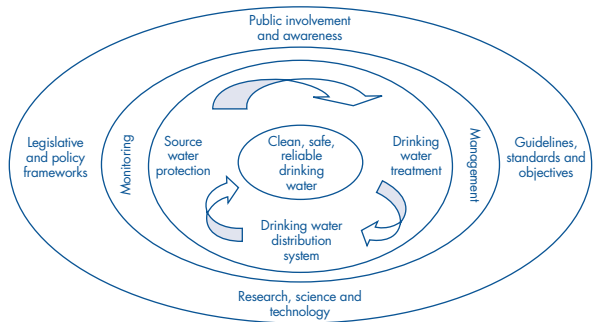 Public involvement
and awareness
Legislative
and policy
frameworks
Monitoring
Source
water
protection
Clean, safe,
reliable
drinking
water
Drinking
water
treatment
Management
Guidelines,
standards and
objectives
Drinking water
distribution
system
Research, science and
technology